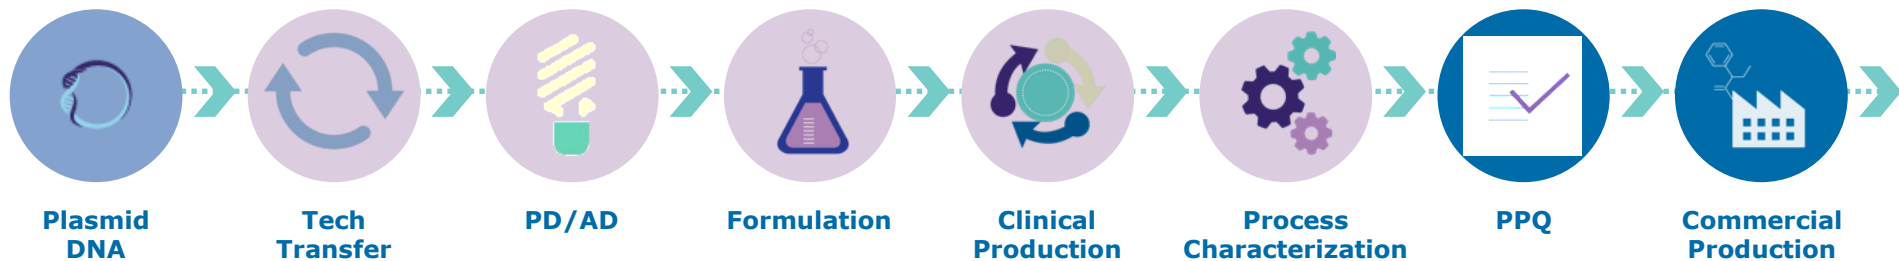 Plasmid
DNA
Tech
Transfer
PD/AD
Formulation
Clinical
Production
Process
Characterization
PPQ
Commercial
Production